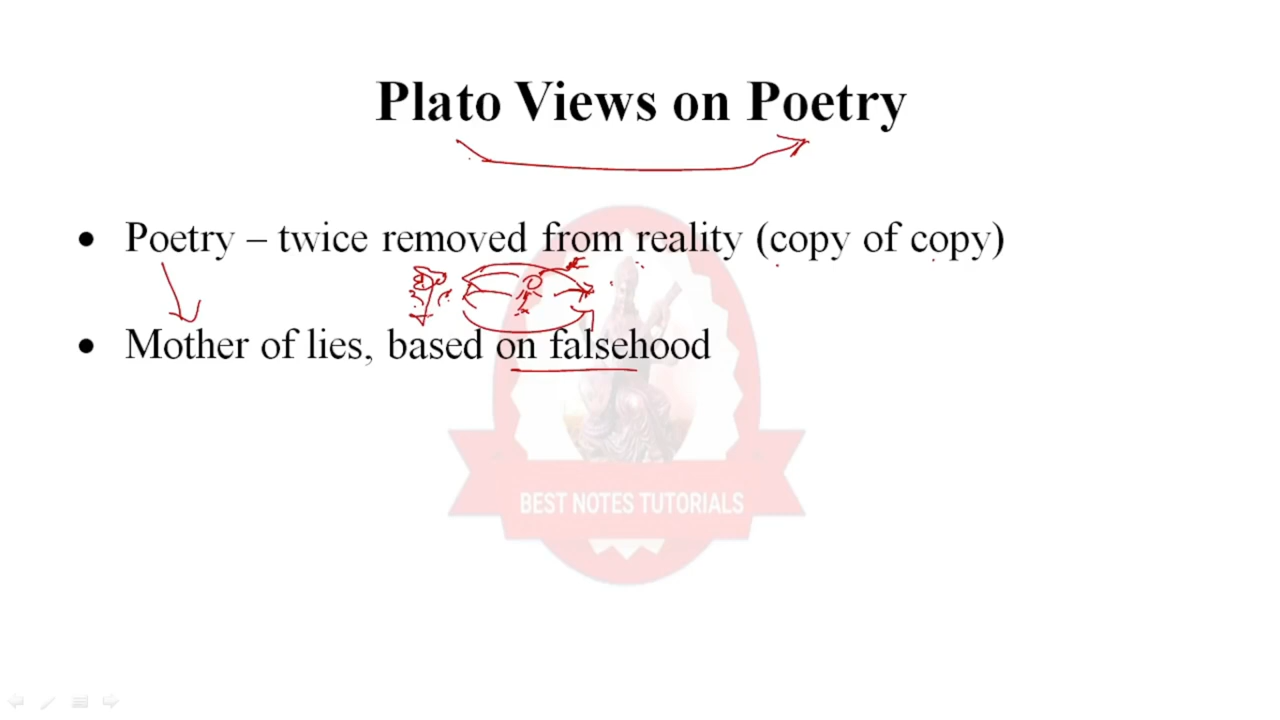 Plato Views on Poetry
• Poetry – twice removed from reality (copy of copy)
• Mother of lies, based on falsehood
BEST NOTES TUTORIALS